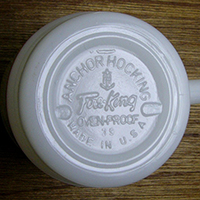 ANCHOR HOCKING
Fire-King
OVEN-PROOF
MADE IN U.S.A.